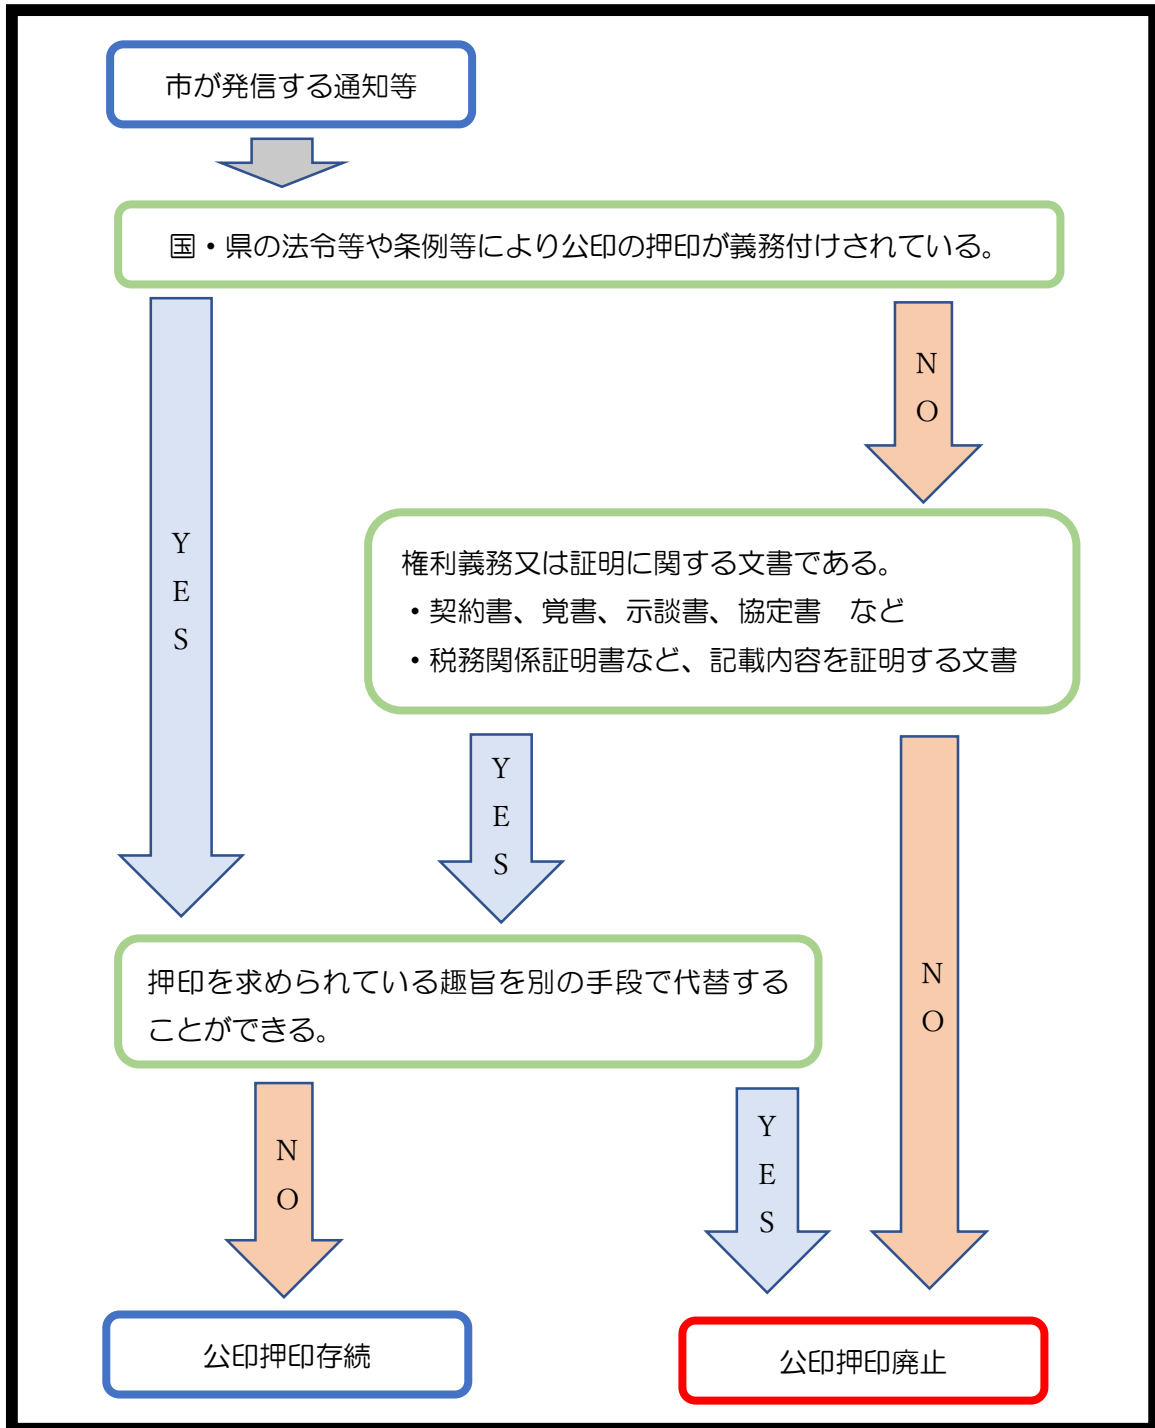 市が発信する通知等
国・県の法令等や条例等により公印の押印が義務付けされている。
YES
NO
権利義務又は証明に関する文書である。
・契約書、覚書、示談書、協定書　など
・税務関係証明書など、記載内容を証明する文書
YES
NO
押印を求められている趣旨を別の手段で代替する
ことができる。
NO
YES
公印押印存続
公印押印廃止